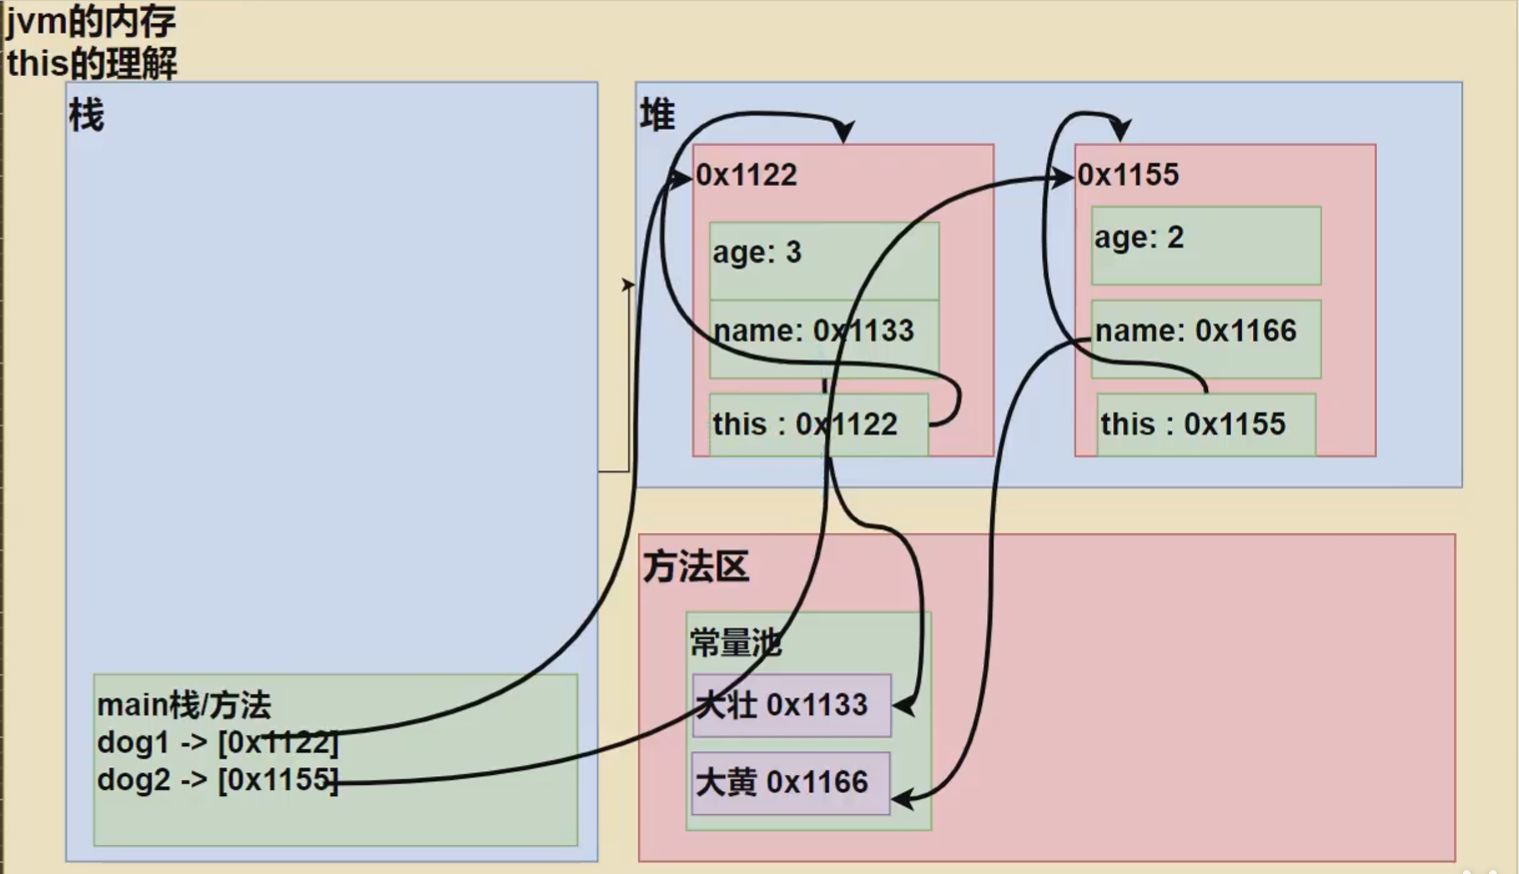 jvm的内存
this的理解
栈
main栈/方法
dog1 -> [0x1122]
dog2 -> [0x1155]
堆
0x1122
age: 3
name: 0x1133
this : 0x1122
0x1155
age: 2
name: 0x1166
this : 0x1155
方法区
常量池
大壮 0x1133
大黄 0x1166